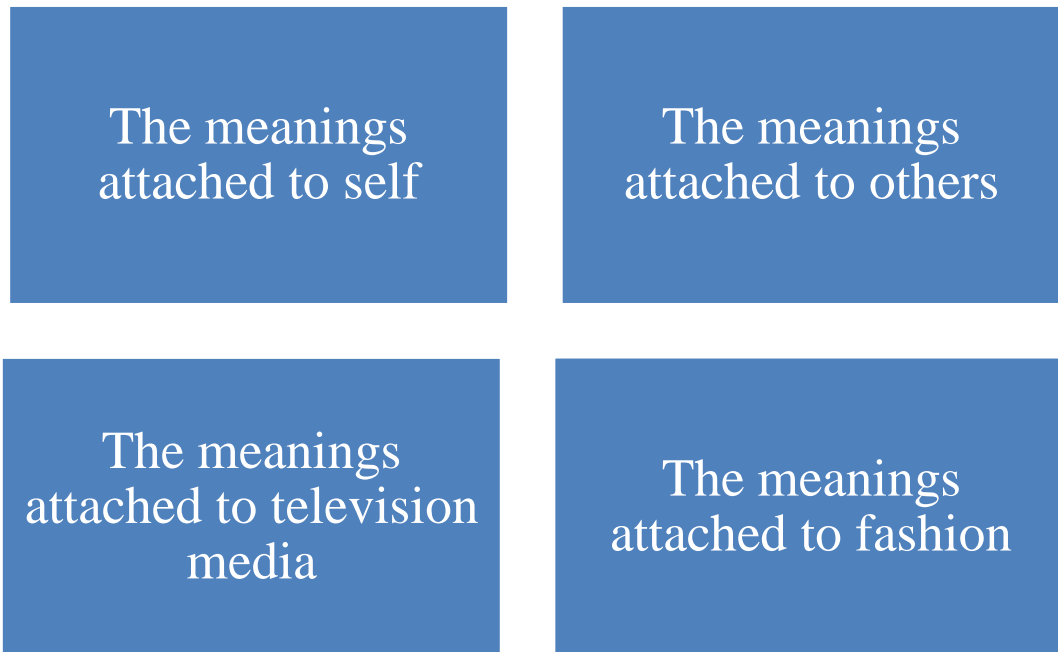 The meanings
attached to self
The meanings
attached to others
The meanings
attached to television
media
The meanings
attached to fashion